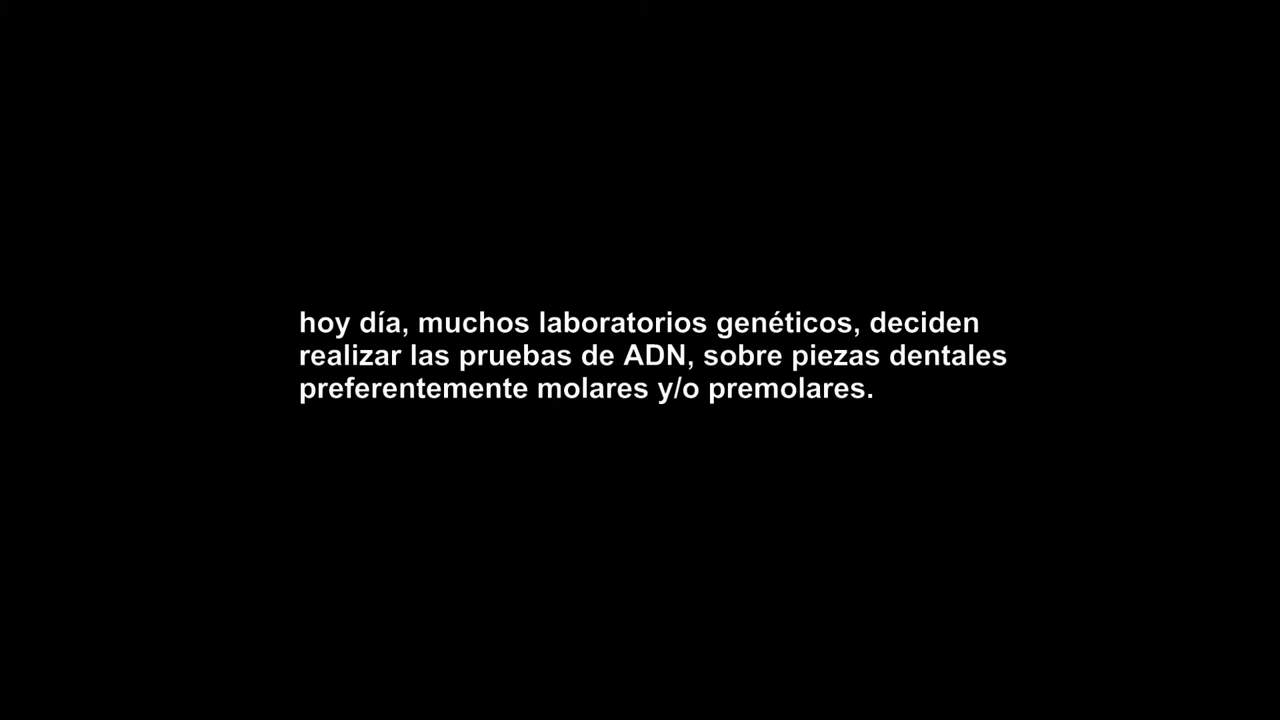 hoy día, muchos laboratorios genéticos, deciden
realizar las pruebas de ADN, sobre piezas dentales
preferentemente molares y/o premolares.